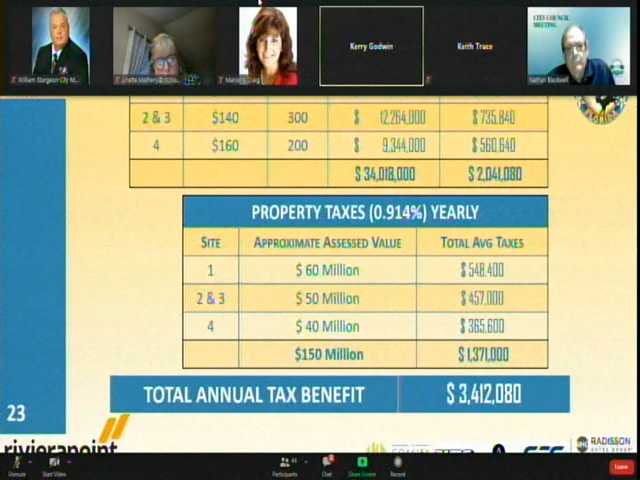 CITY COUNCIL
MEETING
Kerry Godwin
Keith Trace
William Sturgeon-City M...
Nathan Blackwell
2 & 3 $140 300 $ 12,264,000 $ 735,840
4 $160 200 $ 9,344,000 $ 560,640
$ 34,018,000 $ 2,041,080
PROPERTY TAXES (0.914%) YEARLY
SITE APPROXIMATE ASSESSED VALUE TOTAL AVG TAXES
1 $ 60 Million $ 548,400
2 & 3 $ 50 Million $ 457,000
4 $ 40 Million $ 365,600
$150 Million $ 1,371,000
TOTAL ANNUAL TAX BENEFIT $ 3,412,080
23
rivierapoint
RADISSON
Unmute Start Video Participants 44 Chat Share Screen Record Leave